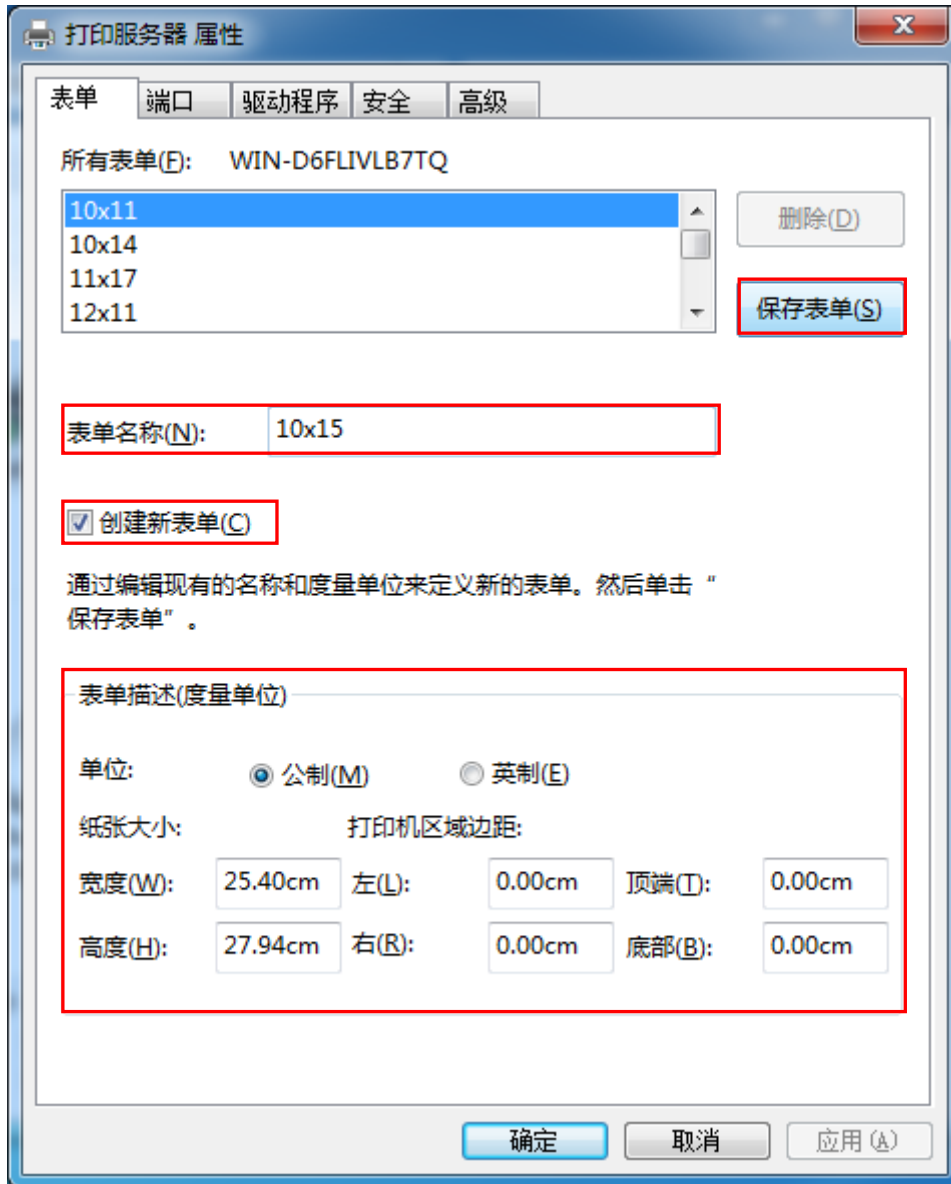 打印服务器 属性
表单 端口 驱动程序 安全 高级
所有表单(F): WIN-D6FLIVLB7TQ
10x11
10x14
11x17
12x11
删除(D)
保存表单(S)
表单名称(N): 10x15
创建新表单(C)
通过编辑现有的名称和度量单位来定义新的表单。然后单击“
保存表单”。
表单描述(度量单位)
单位: 公制(M) 英制(E)
纸张大小: 打印机区域边距:
宽度(W): 25.40cm 左(L): 0.00cm 顶端(T): 0.00cm
高度(H): 27.94cm 右(R): 0.00cm 底部(B): 0.00cm
确定 取消 应用(A)